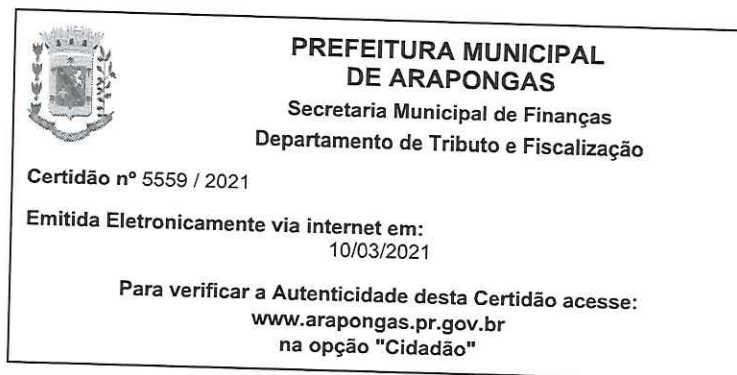 PREFEITURA MUNICIPAL
DE ARAPONGAS
Secretaria Municipal de Finanças
Departamento de Tributo e Fiscalização
Certidão nº 5559 / 2021
Emitida Eletronicamente via internet em:
10/03/2021
Para verificar a Autenticidade desta Certidão acesse:
www.arapongas.pr.gov.br
na opção "Cidadão"